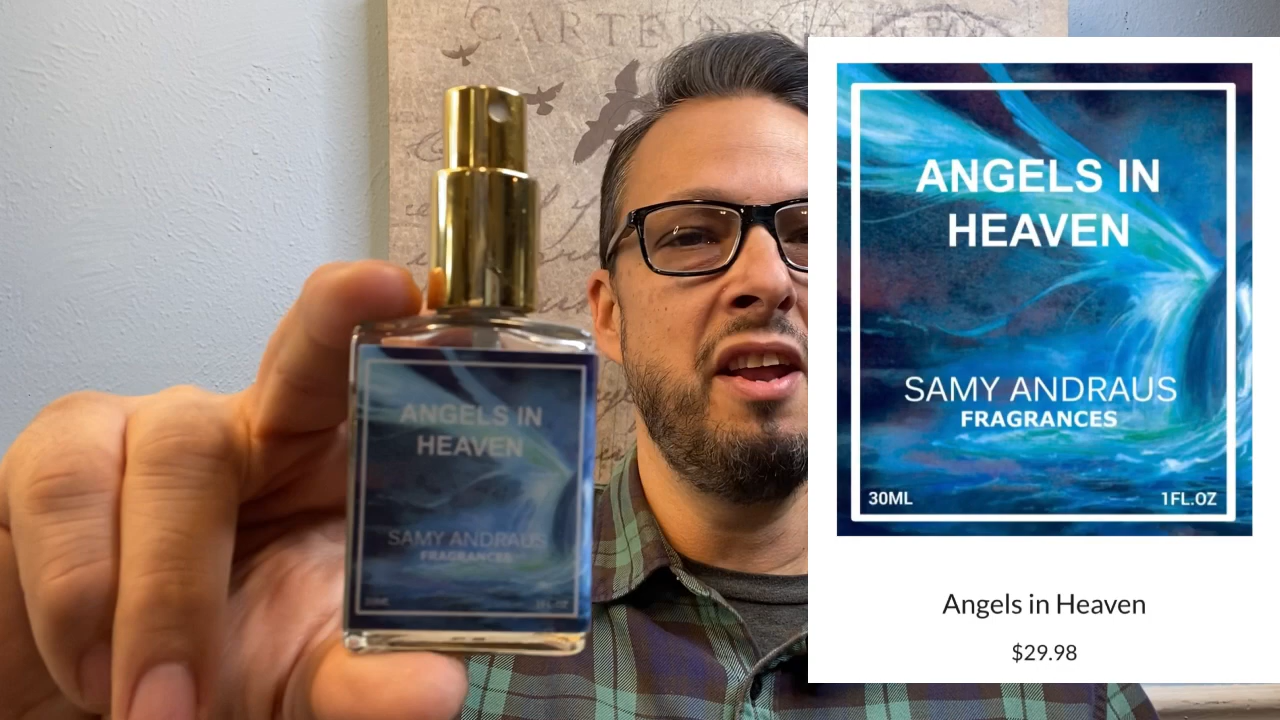 ANGELS IN
HEAVEN
SAMY ANDRAUS
FRAGRANCES
ANGELS IN
HEAVEN
SAMY ANDRAUS
FRAGRANCES
30ML 1FL.OZ
Angels in Heaven
$29.98